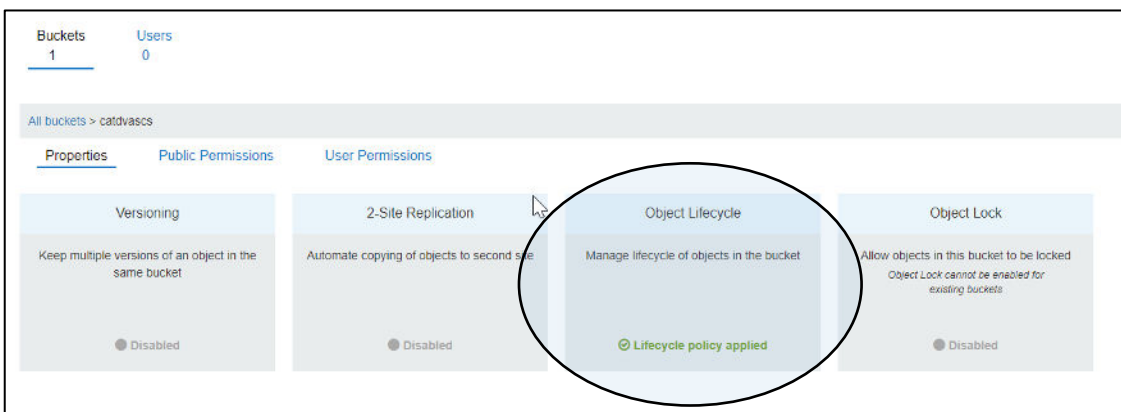 Buckets
1
Users
0
All buckets > catdvascs
Properties
Public Permissions
User Permissions
Versioning
Keep multiple versions of an object in the
same bucket
Disabled
2-Site Replication
Automate copying of objects to second site
Disabled
Object Lifecycle
Manage lifecycle of objects in the bucket
Lifecycle policy applied
Object Lock
Allow objects in this bucket to be locked
Object Lock cannot be enabled for
existing buckets
Disabled